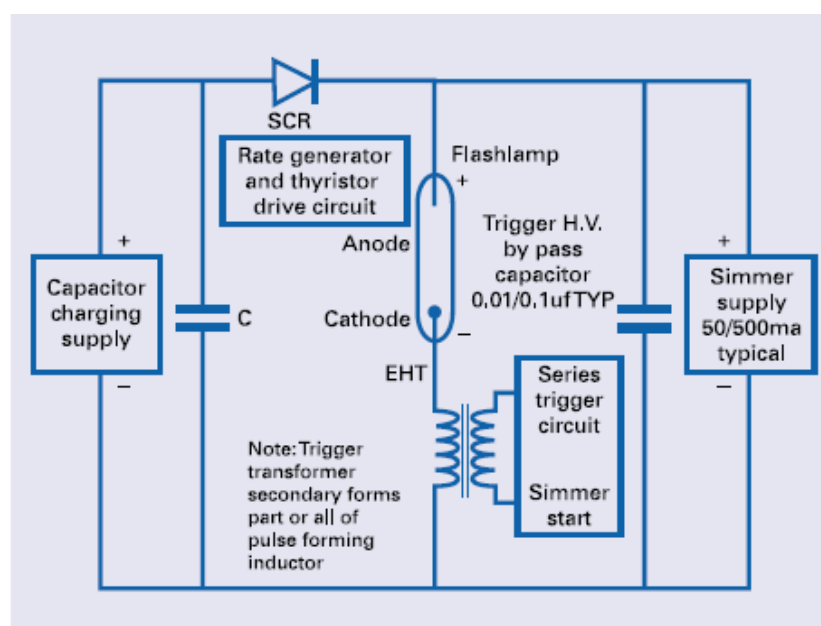 SCR
Rate generator
and thyristor
drive circuit
Flashlamp
+
Anode
Trigger H.V.
by pass
capacitor
0.01/0.1ufTYP
+
Capacitor
charging
supply
–
C
Cathode
–
+
Simmer
supply
50/500ma
typical
–
EHT
Series
trigger
circuit
Simmer
start
Note: Trigger
transformer
secondary forms
part or all of
pulse forming
inductor